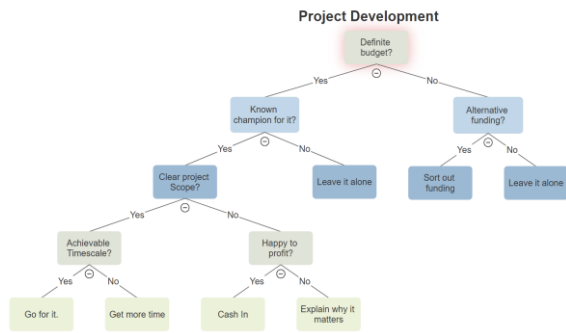 Project Development
Definite
budget?
Yes
No
Known
champion for it?
Alternative
funding?
Yes
No
Yes
No
Clear project
Scope?
Leave it alone
Sort out
funding
Leave it alone
Yes
No
Achievable
Timescale?
Happy to
profit?
Yes
No
Yes
No
Go for it.
Get more time
Cash In
Explain why it
matters